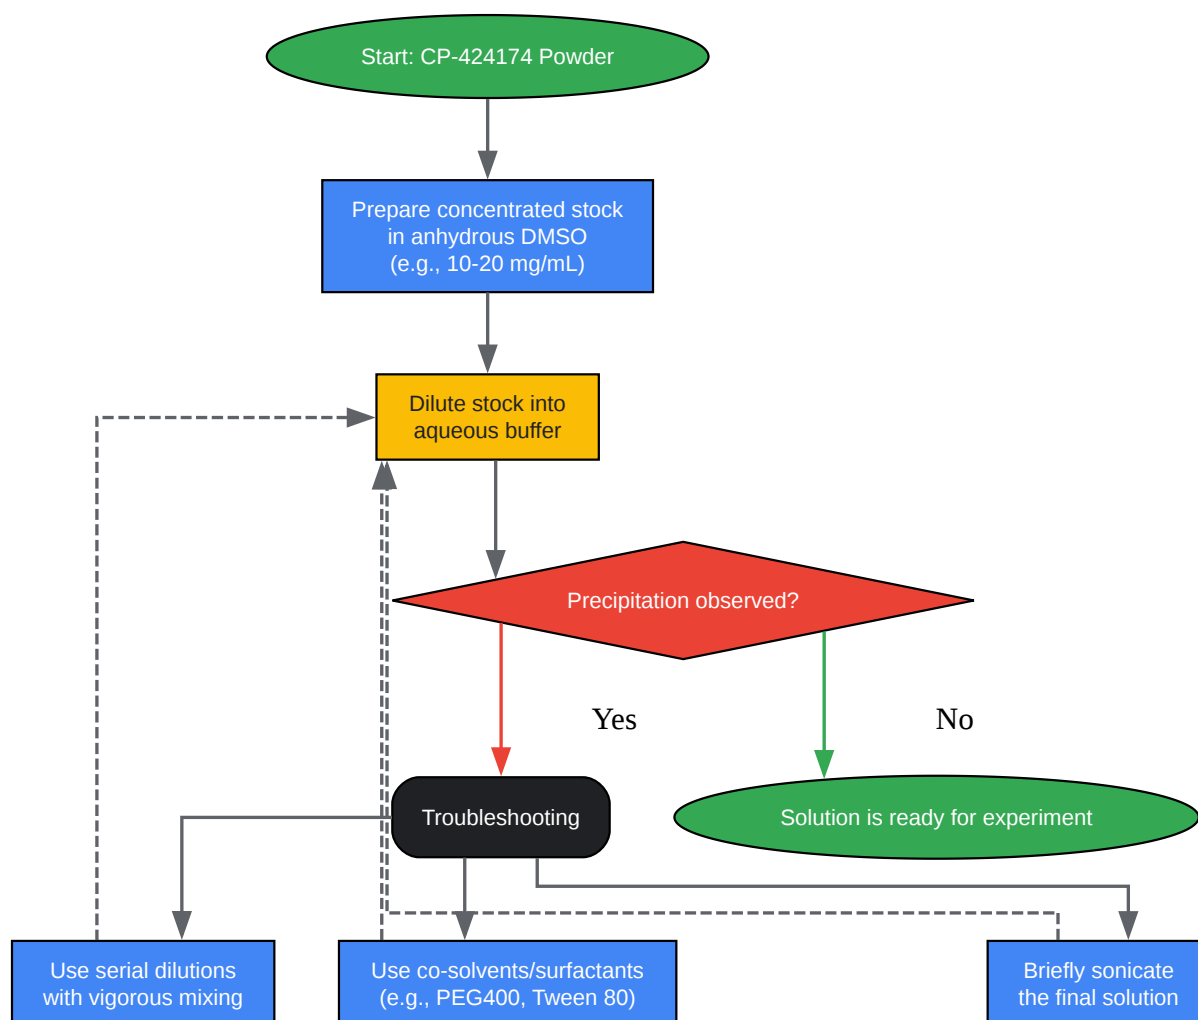 Start: CP-424174 Powder
Prepare concentrated stock
in anhydrous DMSO
(e.g., 10-20 mg/mL)
Dilute stock into
aqueous buffer
Precipitation observed?
Yes
No
Troubleshooting
Solution is ready for experiment
Use serial dilutions
with vigorous mixing
Use co-solvents/surfactants
(e.g., PEG400, Tween 80)
Briefly sonicate
the final solution